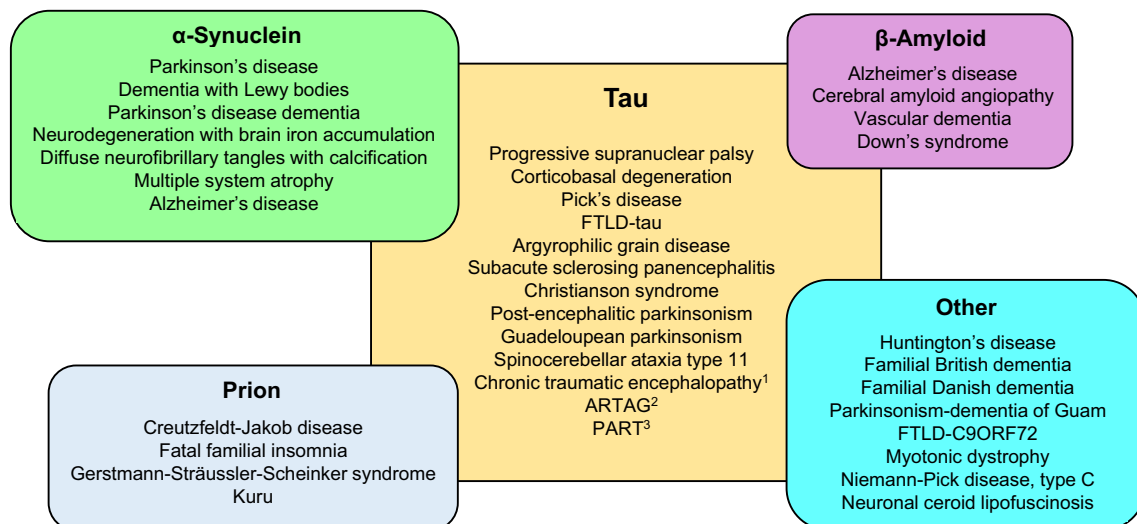 α-Synuclein
Parkinson’s disease
Dementia with Lewy bodies
Parkinson’s disease dementia
Neurodegeneration with brain iron accumulation
Diffuse neurofibrillary tangles with calcification
Multiple system atrophy
Alzheimer’s disease
β-Amyloid
Alzheimer’s disease
Cerebral amyloid angiopathy
Vascular dementia
Down’s syndrome
Tau
Progressive supranuclear palsy
Corticobasal degeneration
Pick’s disease
FTLD-tau
Argyrophilic grain disease
Subacute sclerosing panencephalitis
Christianson syndrome
Post-encephalitic parkinsonism
Guadeloupean parkinsonism
Spinocerebellar ataxia type 11
Chronic traumatic encephalopathy¹
ARTAG²
PART³
Prion
Creutzfeldt-Jakob disease
Fatal familial insomnia
Gerstmann-Sträussler-Scheinker syndrome
Kuru
Other
Huntington’s disease
Familial British dementia
Familial Danish dementia
Parkinsonism-dementia of Guam
FTLD-C9ORF72
Myotonic dystrophy
Niemann-Pick disease, type C
Neuronal ceroid lipofuscinosis